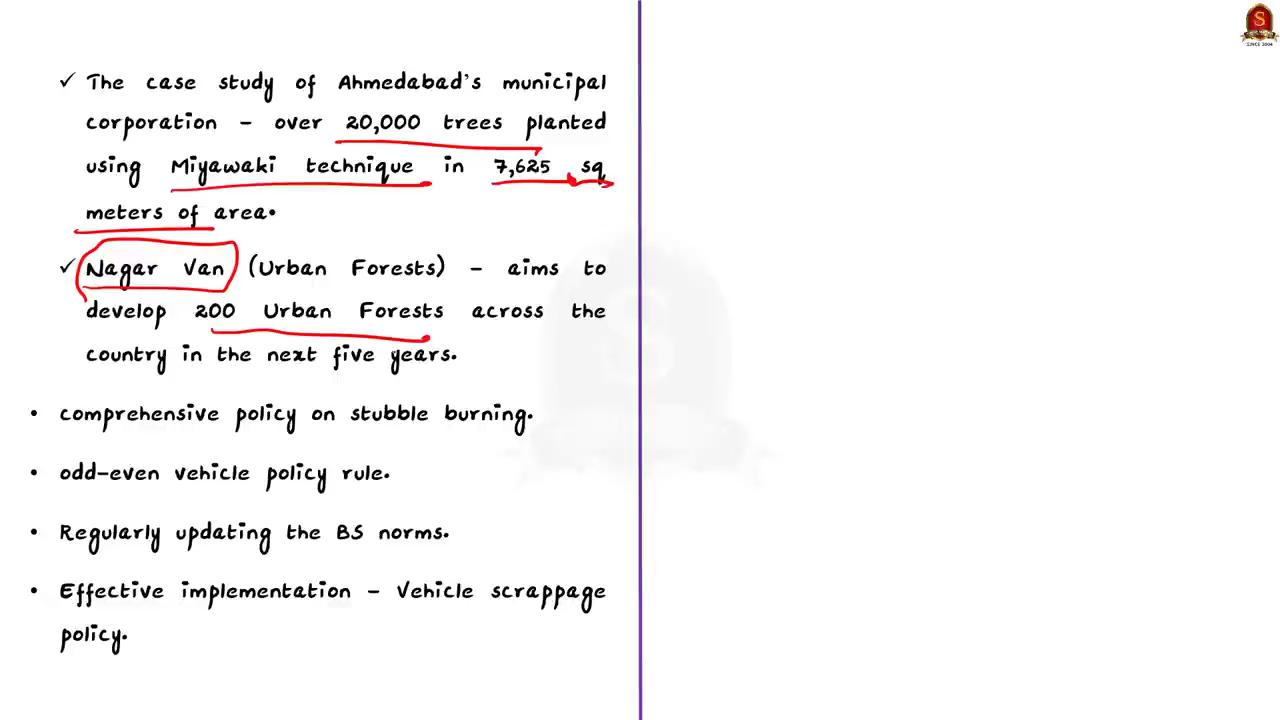 ✓ The case study of Ahmedabad's municipal
corporation – over 20,000 trees planted
using Miyawaki technique in 7,625 sq
meters of area.
✓ Nagar Van (Urban Forests) – aims to
develop 200 Urban Forests across the
country in the next five years.
• comprehensive policy on stubble burning.
• odd-even vehicle policy rule.
• Regularly updating the BS norms.
• Effective implementation – Vehicle scrappage
policy.
S
SINCE 2004